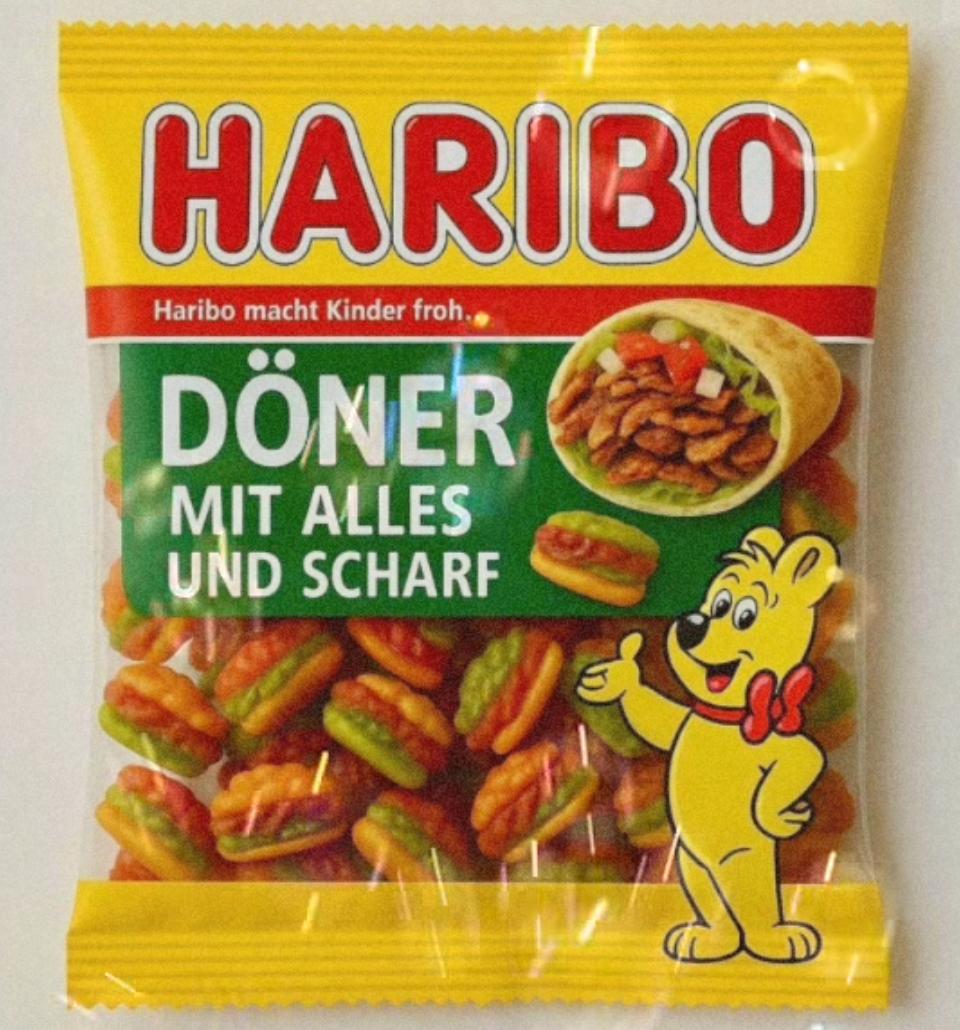 HARIBO
Haribo macht Kinder froh.
DÖNER
MIT ALLES
UND SCHARF